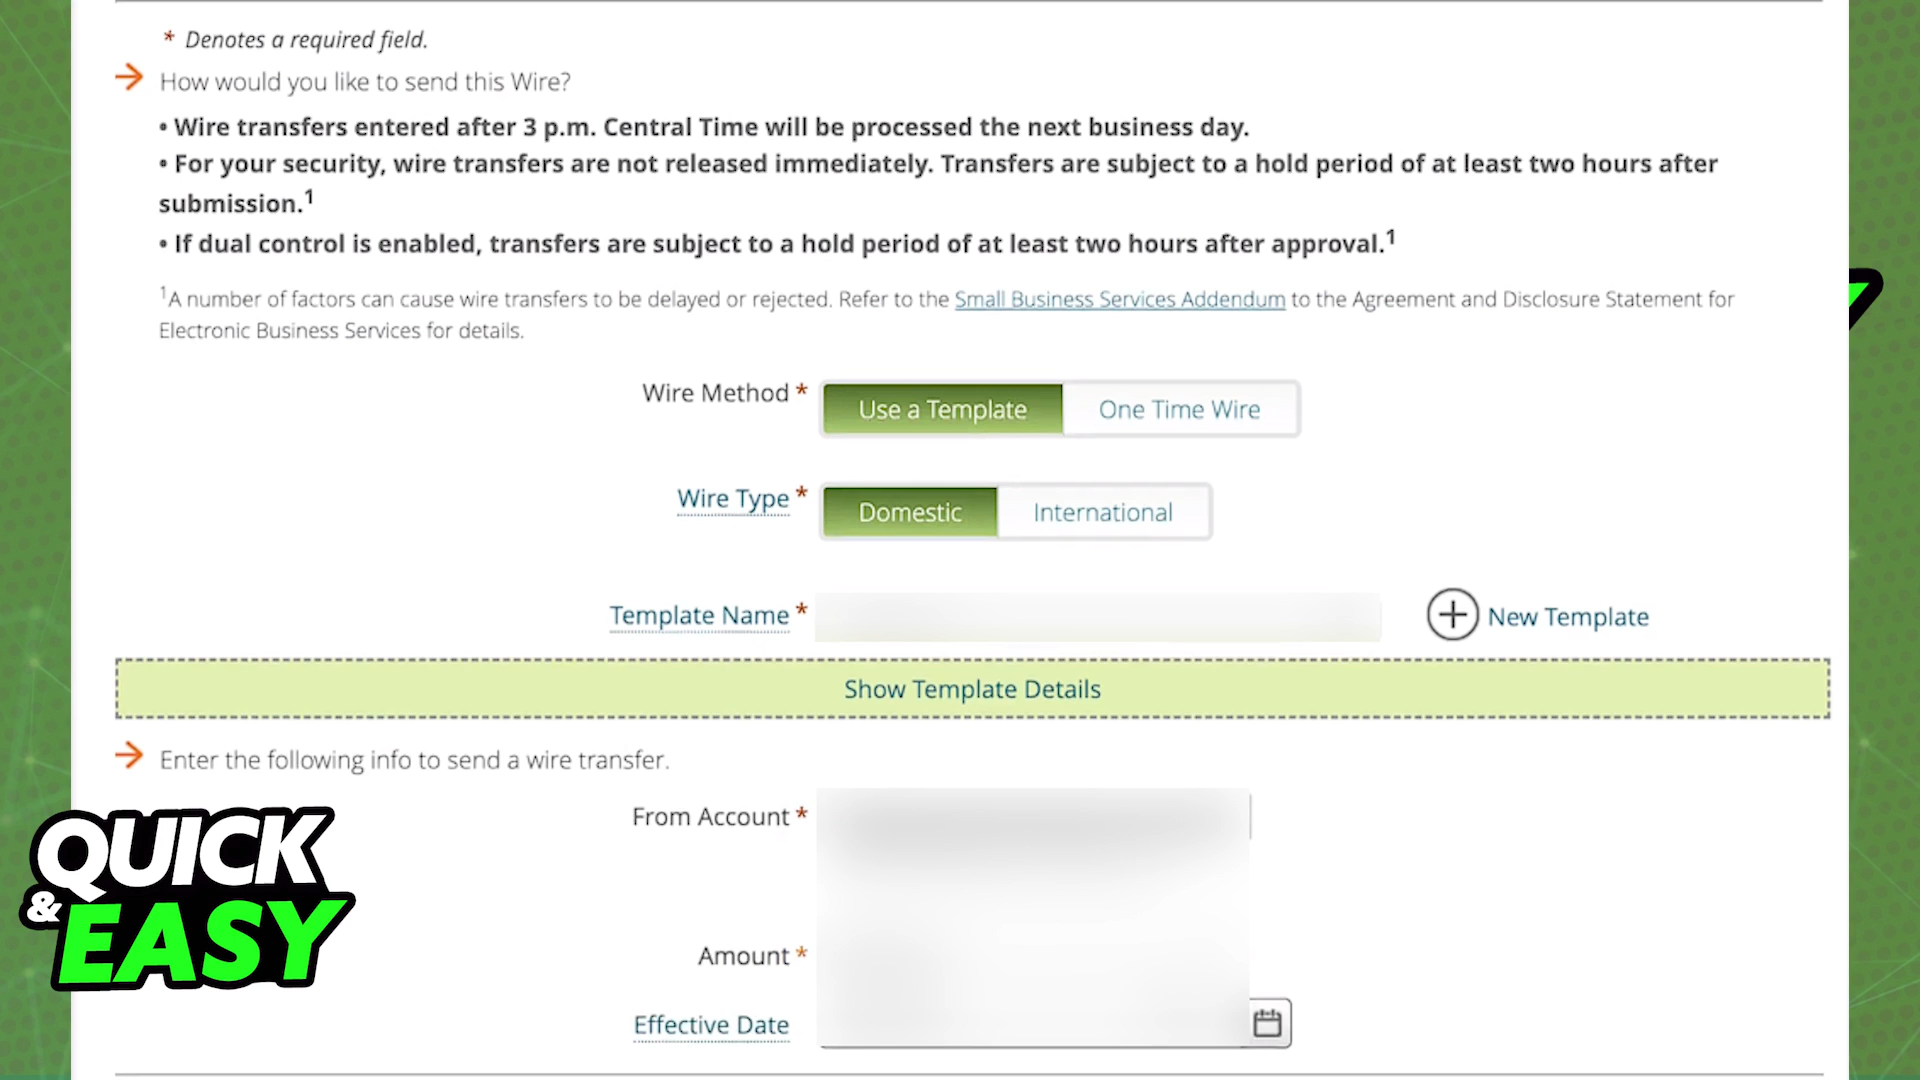 * Denotes a required field.
How would you like to send this Wire?
• Wire transfers entered after 3 p.m. Central Time will be processed the next business day.
• For your security, wire transfers are not released immediately. Transfers are subject to a hold period of at least two hours after
submission.1
• If dual control is enabled, transfers are subject to a hold period of at least two hours after approval.1
1A number of factors can cause wire transfers to be delayed or rejected. Refer to the Small Business Services Addendum to the Agreement and Disclosure Statement for
Electronic Business Services for details.
Wire Method * Use a Template One Time Wire
Wire Type * Domestic International
Template Name * New Template
Show Template Details
Enter the following info to send a wire transfer.
From Account *
Amount *
Effective Date
QUICK
& EASY